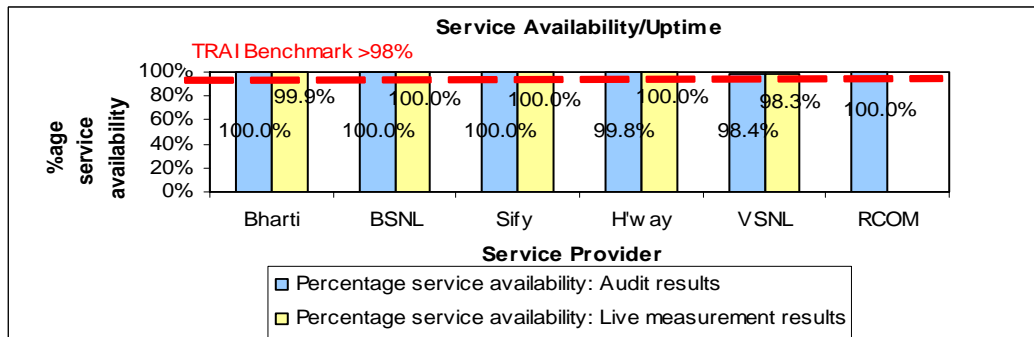 Service Availability/Uptime
TRAI Benchmark >98%
100%
80%
60%
40%
20%
0%
%age
service
availability
99.9% 100.0% 100.0% 100.0% 98.3%
100.0% 100.0% 100.0% 99.8% 98.4% 100.0%
Bharti BSNL Sify H'way VSNL RCOM
Service Provider
Percentage service availability: Audit results
Percentage service availability: Live measurement results